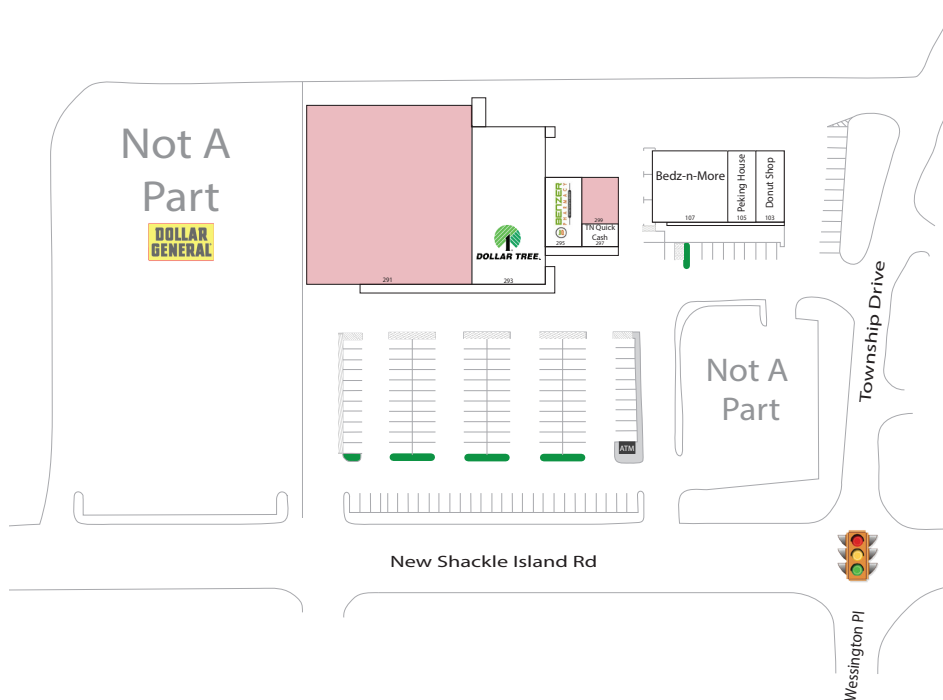 Not A
Part
DOLLAR
GENERAL
291
DOLLAR TREE.
293
BENZER
PHARMACY
295
299
TN Quick
Cash
297
Bedz-n-More
107
Peking House
105
Donut Shop
103
Not A
Part
Township Drive
ATM
New Shackle Island Rd
Wessington Pl